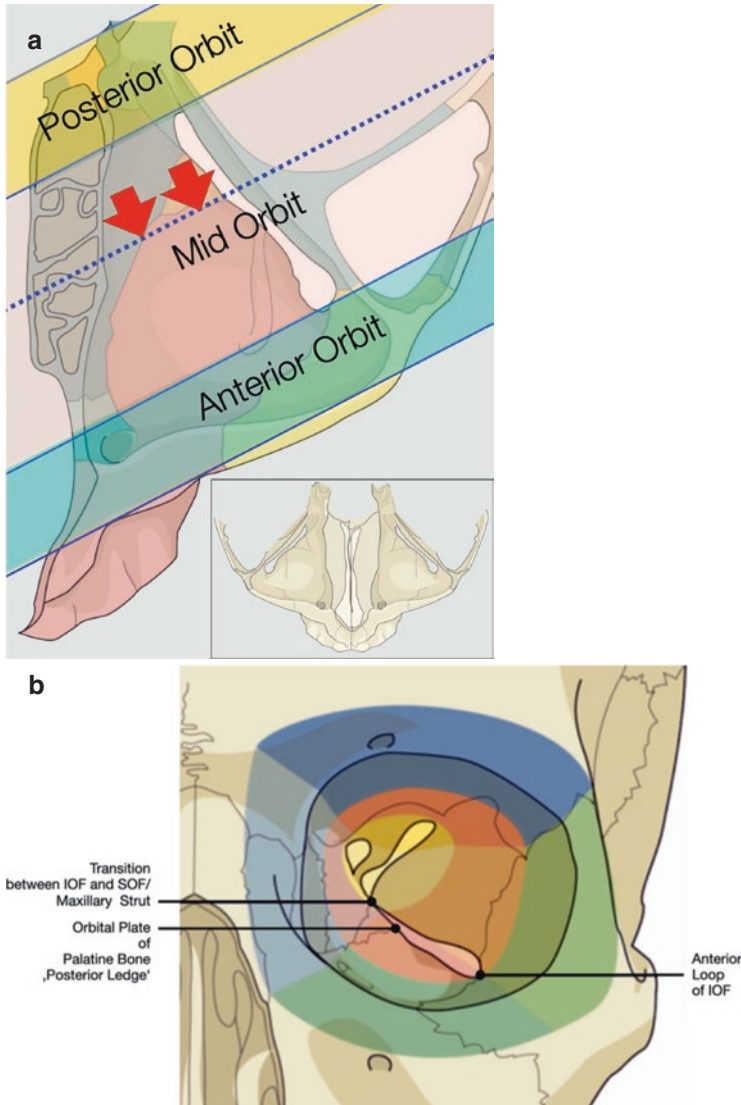 a
Posterior Orbit
Mid Orbit
Anterior Orbit
b
Transition
between IOF and SOF/
Maxillary Strut
Orbital Plate
of
Palatine Bone
„Posterior Ledge‘
Anterior
Loop
of IOF